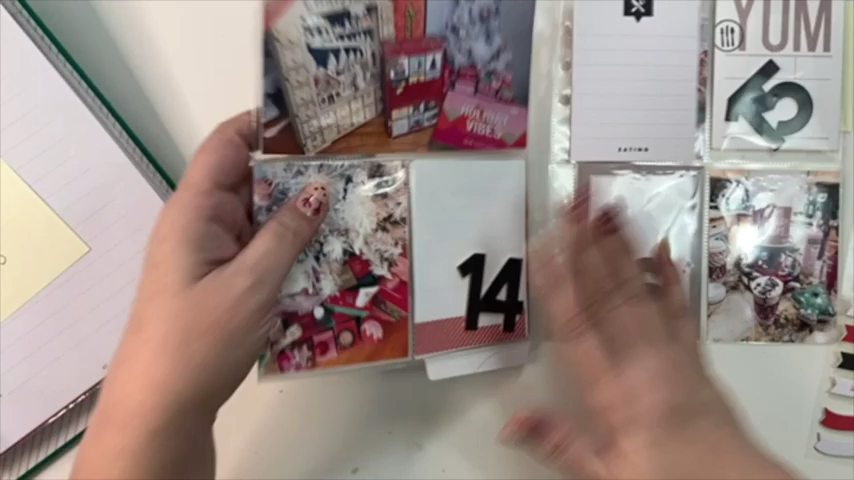 HOLIDAY
VIBES
14
EATING
YUM